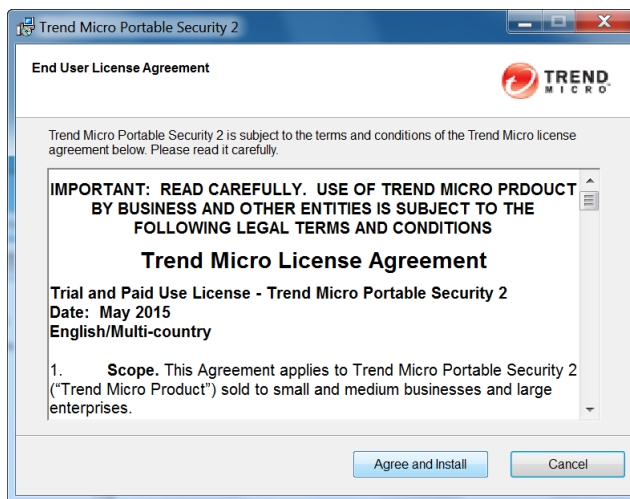 Trend Micro Portable Security 2
End User License Agreement
TREND
MICRO
Trend Micro Portable Security 2 is subject to the terms and conditions of the Trend Micro license
agreement below. Please read it carefully.
IMPORTANT: READ CAREFULLY. USE OF TREND MICRO PRDOUCT
BY BUSINESS AND OTHER ENTITIES IS SUBJECT TO THE
FOLLOWING LEGAL TERMS AND CONDITIONS
Trend Micro License Agreement
Trial and Paid Use License - Trend Micro Portable Security 2
Date: May 2015
English/Multi-country
1. Scope. This Agreement applies to Trend Micro Portable Security 2
("Trend Micro Product") sold to small and medium businesses and large
enterprises.
Agree and Install Cancel